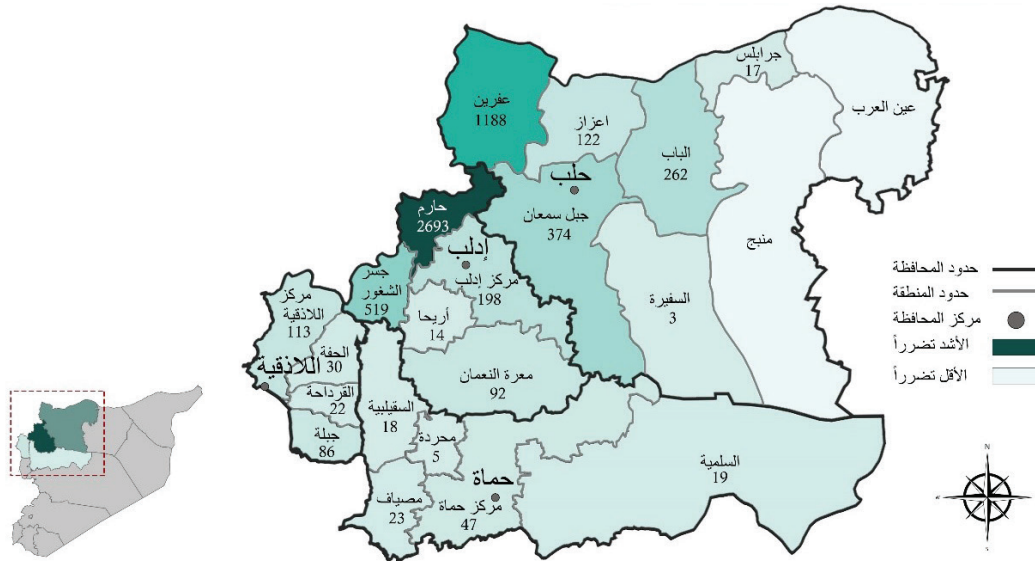 جرابلس
17
عين العرب
عفرين
1188
اعزاز
122
الباب
262
حلب
جبل سمعان
374
منبج
حارم
2693
إدلب
مركز إدلب
198
جسر
الشغور
519
السفيرة
3
أريحا
14
مركز
اللاذقية
113
الحفة
30
اللاذقية
القرداحة
22
جبلة
86
معرة النعمان
92
السقيلبية
18
محردة
5
حماة
مركز حماة
47
مصياف
23
السلمية
19
حدود المحافظة
حدود المنطقة
مركز المحافظة
الأشد تضرراً
الأقل تضرراً
N